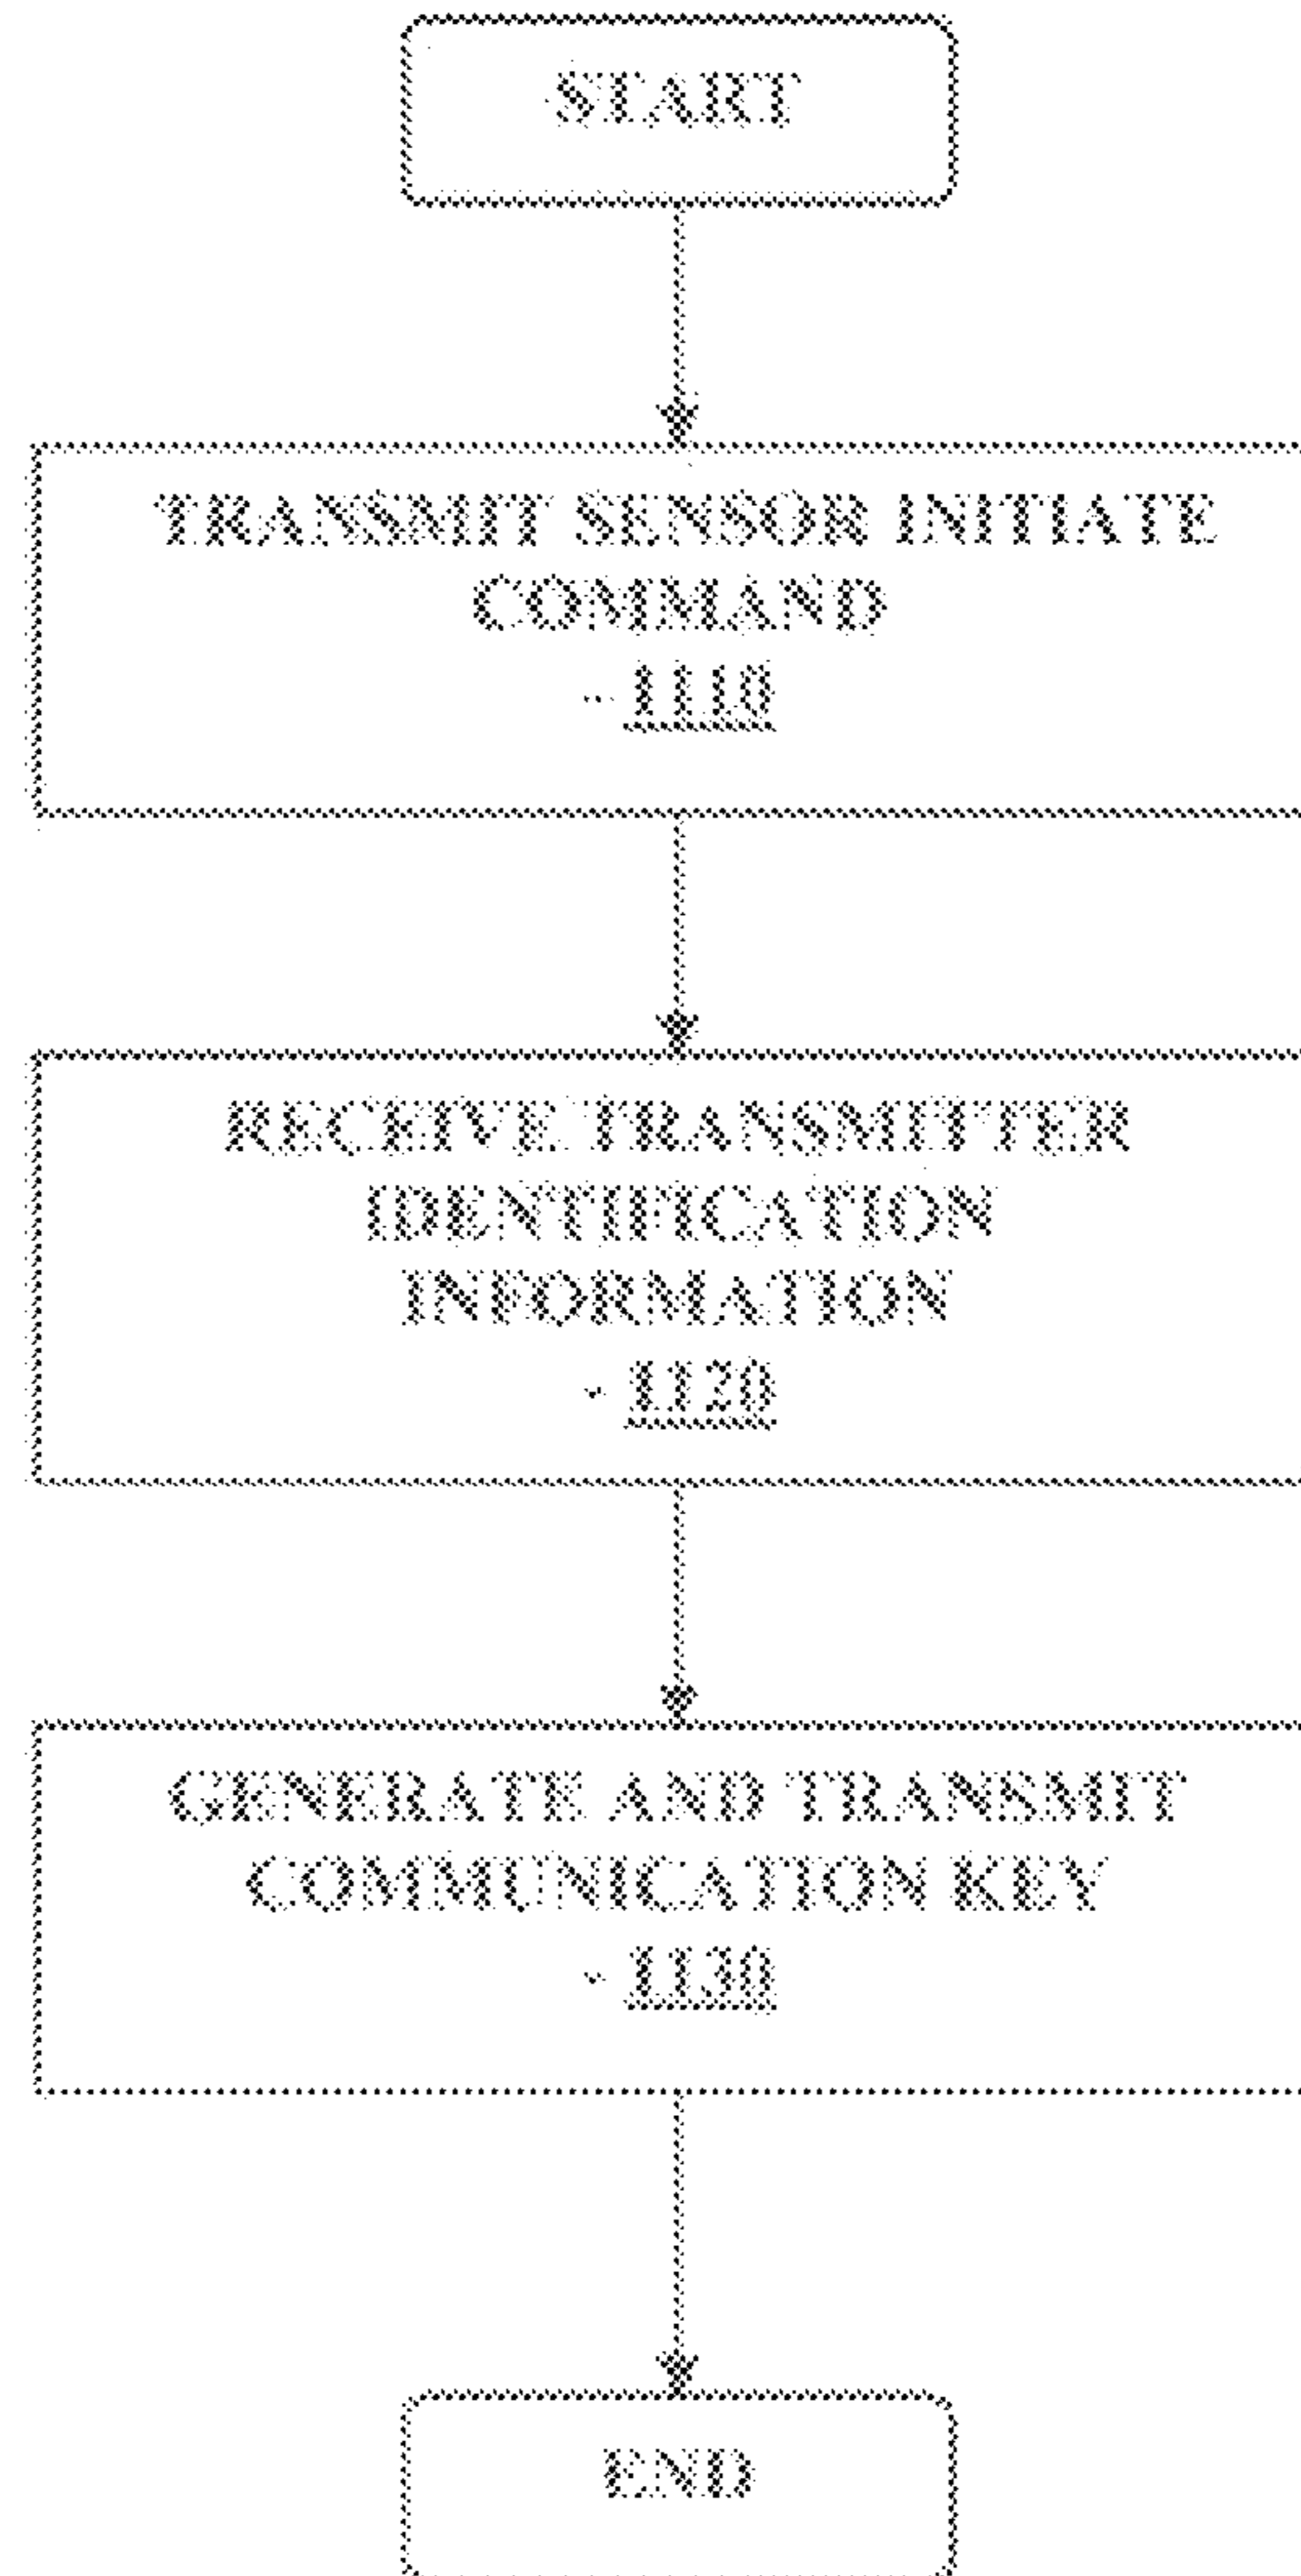 START
TRANSMIT SENSOR INITIATE
COMMAND
- 1110
RECEIVE TRANSMITTER
IDENTIFICATION
INFORMATION
- 1120
GENERATE AND TRANSMIT
COMMUNICATION KEY
- 1130
END